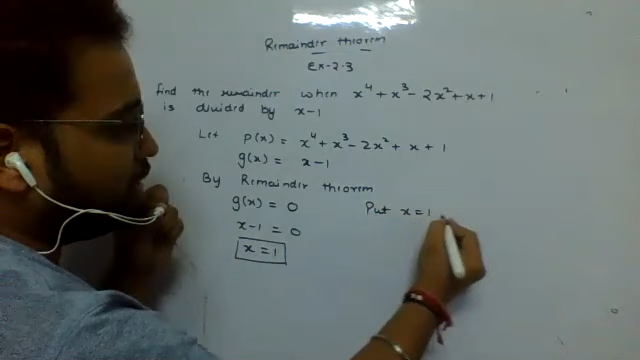 Remainder theorem
Ex-2.3
find the remainder when x⁴+x³-2x²+x+1
is divided by x-1
Let p(x) = x⁴+x³-2x²+x+1
g(x) = x-1
By Remainder theorem
g(x) = 0 Put x=1
x-1 = 0
x = 1